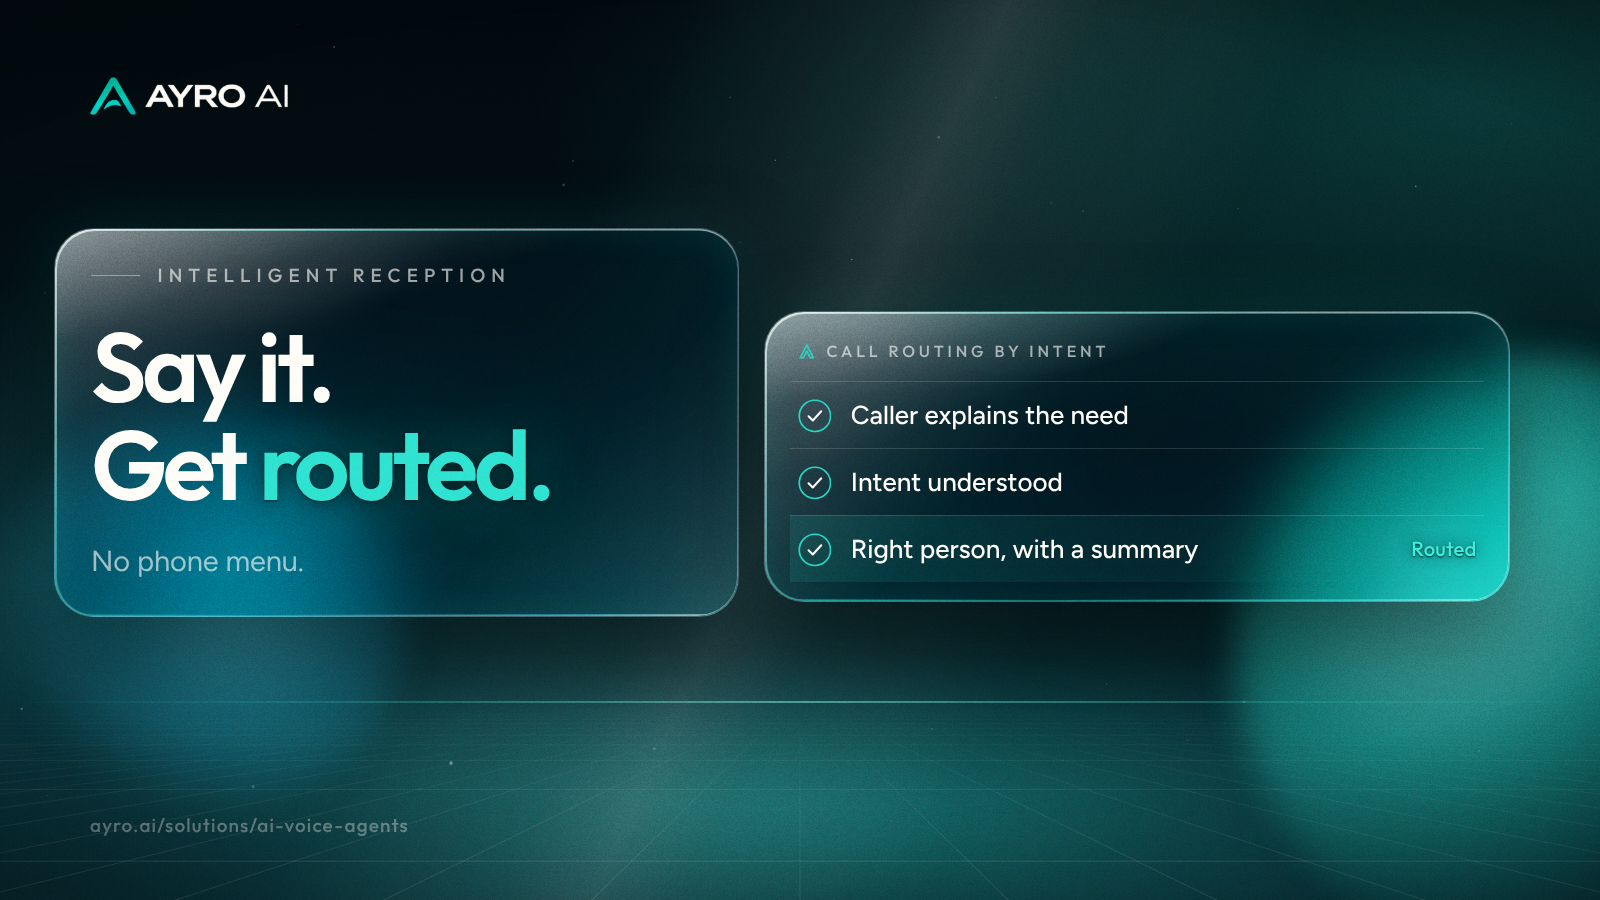 AYRO AI
INTELLIGENT RECEPTION
Say it.
Get routed.
No phone menu.
CALL ROUTING BY INTENT
Caller explains the need
Intent understood
Right person, with a summary
Routed
ayro.ai/solutions/ai-voice-agents